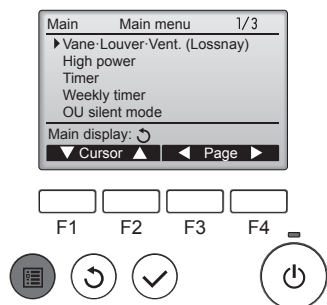 Main Main menu 1/3
Vane·Louver·Vent. (Lossnay)
High power
Timer
Weekly timer
OU silent mode
Main display:
Cursor Page
F1 F2 F3 F4